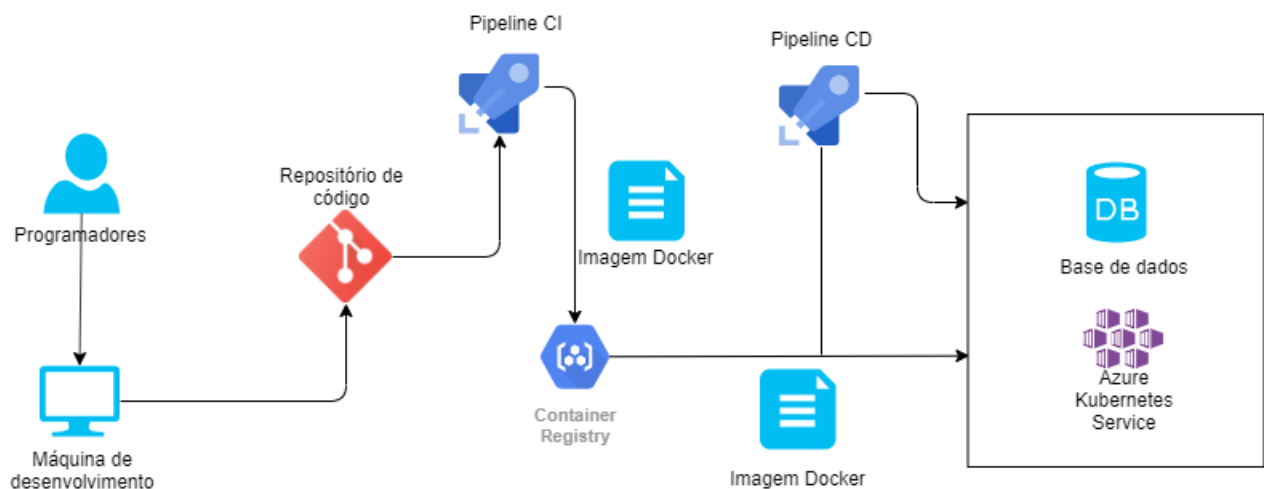 Pipeline CI
Pipeline CD
Repositório de
código
Programadores
Imagem Docker
DB
Base de dados
Azure
Kubernetes
Service
Container
Registry
Máquina de
desenvolvimento
Imagem Docker